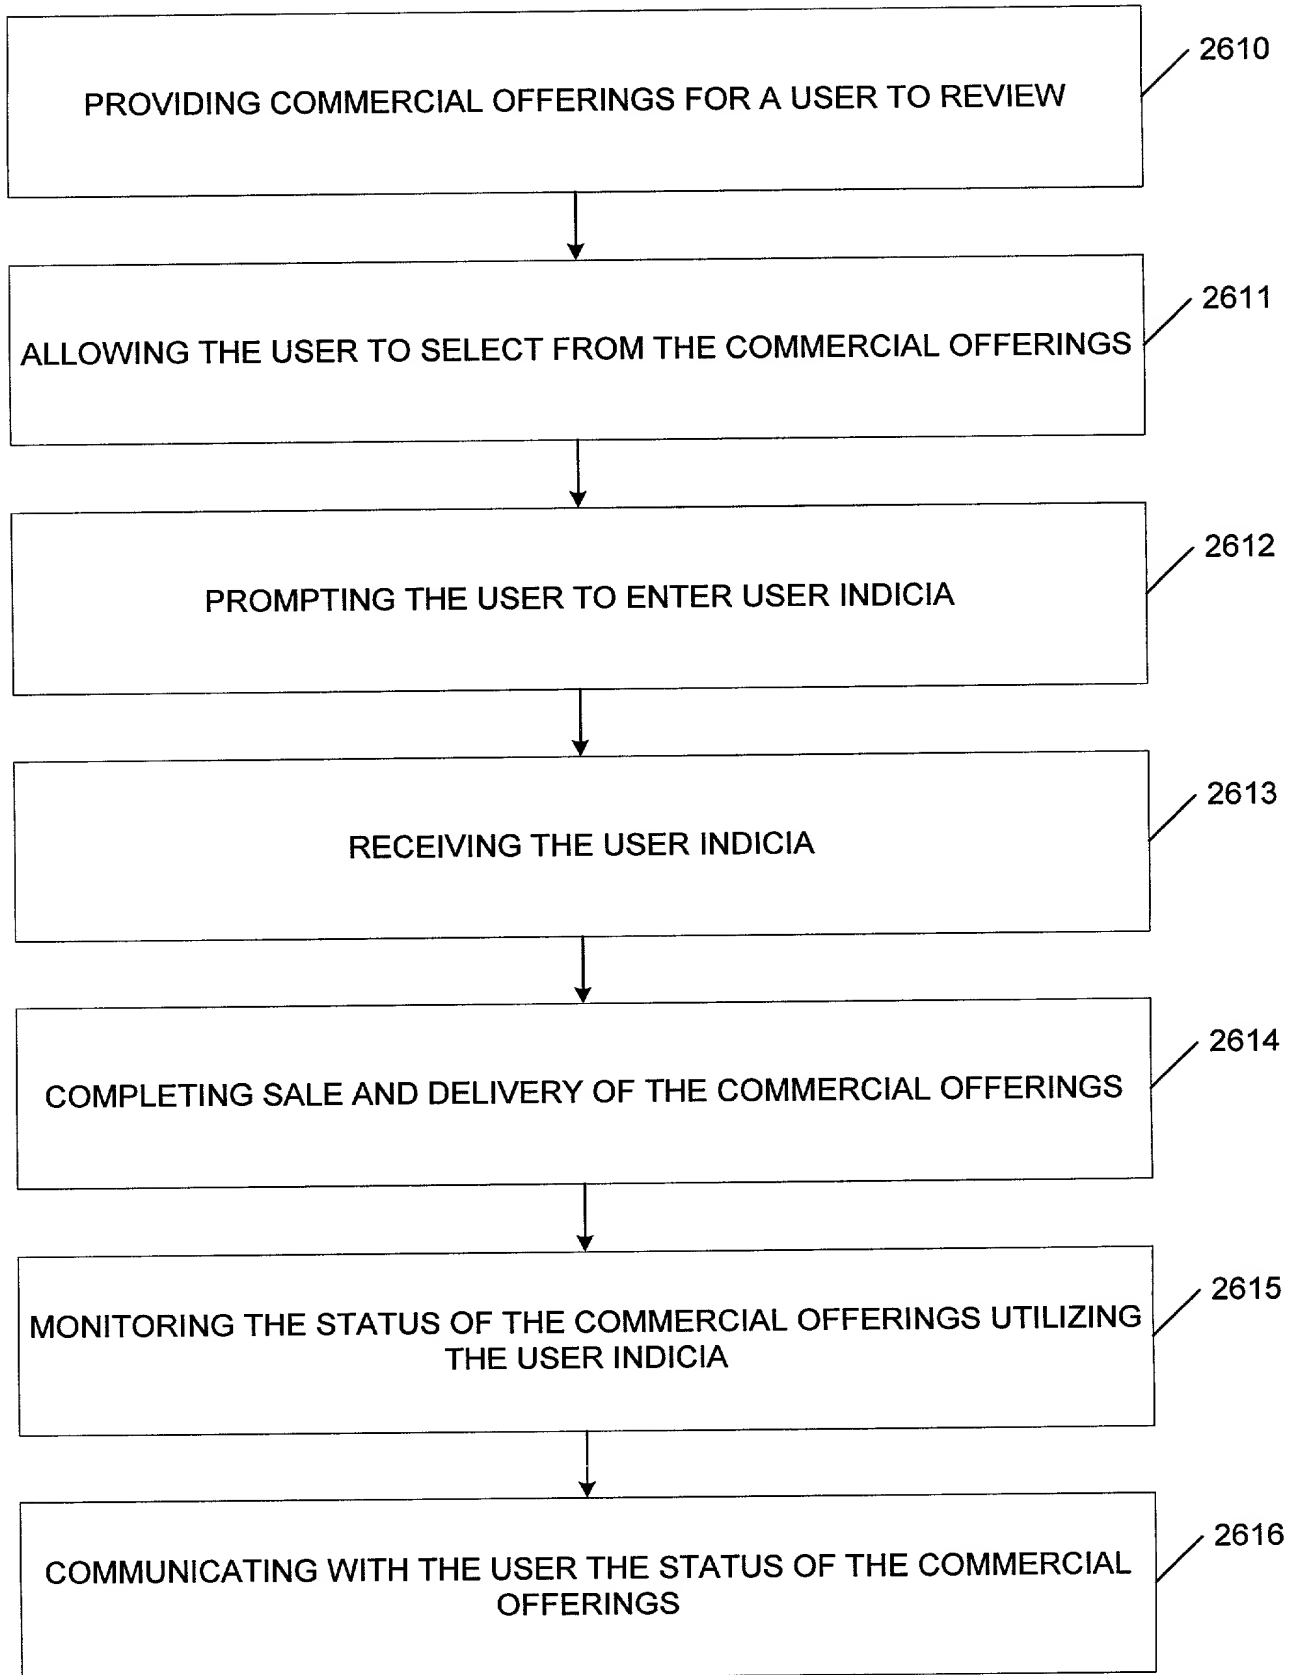 PROVIDING COMMERCIAL OFFERINGS FOR A USER TO REVIEW
2610
ALLOWING THE USER TO SELECT FROM THE COMMERCIAL OFFERINGS
2611
PROMPTING THE USER TO ENTER USER INDICIA
2612
RECEIVING THE USER INDICIA
2613
COMPLETING SALE AND DELIVERY OF THE COMMERCIAL OFFERINGS
2614
MONITORING THE STATUS OF THE COMMERCIAL OFFERINGS UTILIZING
THE USER INDICIA
2615
COMMUNICATING WITH THE USER THE STATUS OF THE COMMERCIAL
OFFERINGS
2616